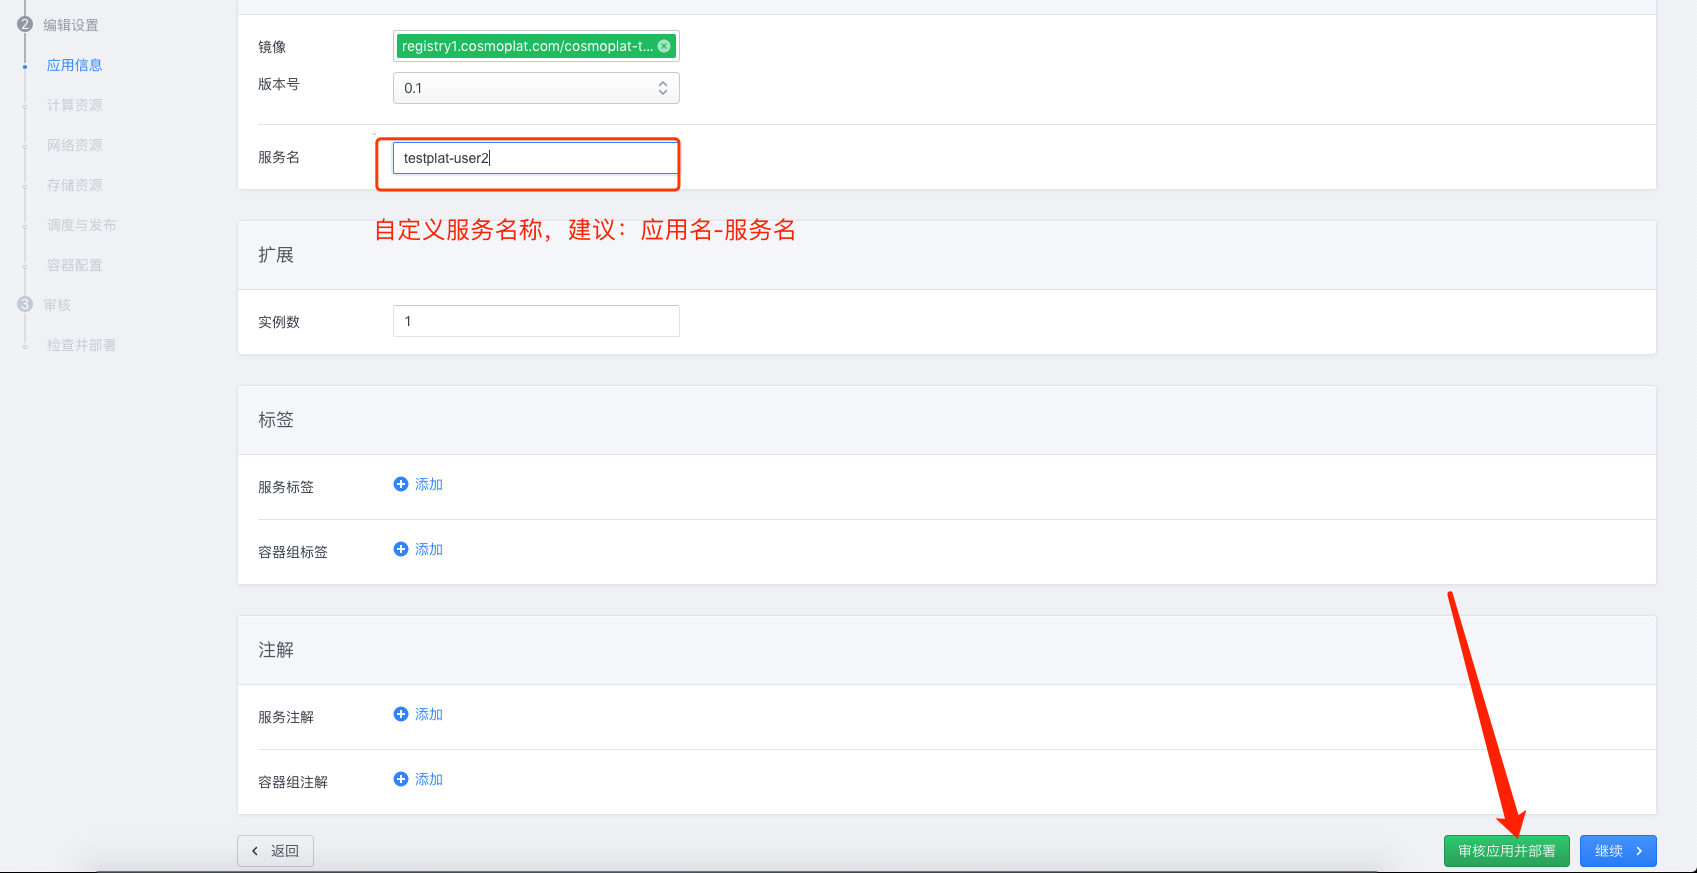 2 编辑设置
应用信息
计算资源
网络资源
存储资源
调度与发布
容器配置
3 审核
检查并部署
镜像 registry1.cosmoplat.com/cosmoplat-t...
版本号 0.1
服务名 testplat-user2
自定义服务名称，建议：应用名-服务名
扩展
实例数 1
标签
服务标签 添加
容器组标签 添加
注解
服务注解 添加
容器组注解 添加
返回 审核应用并部署 继续